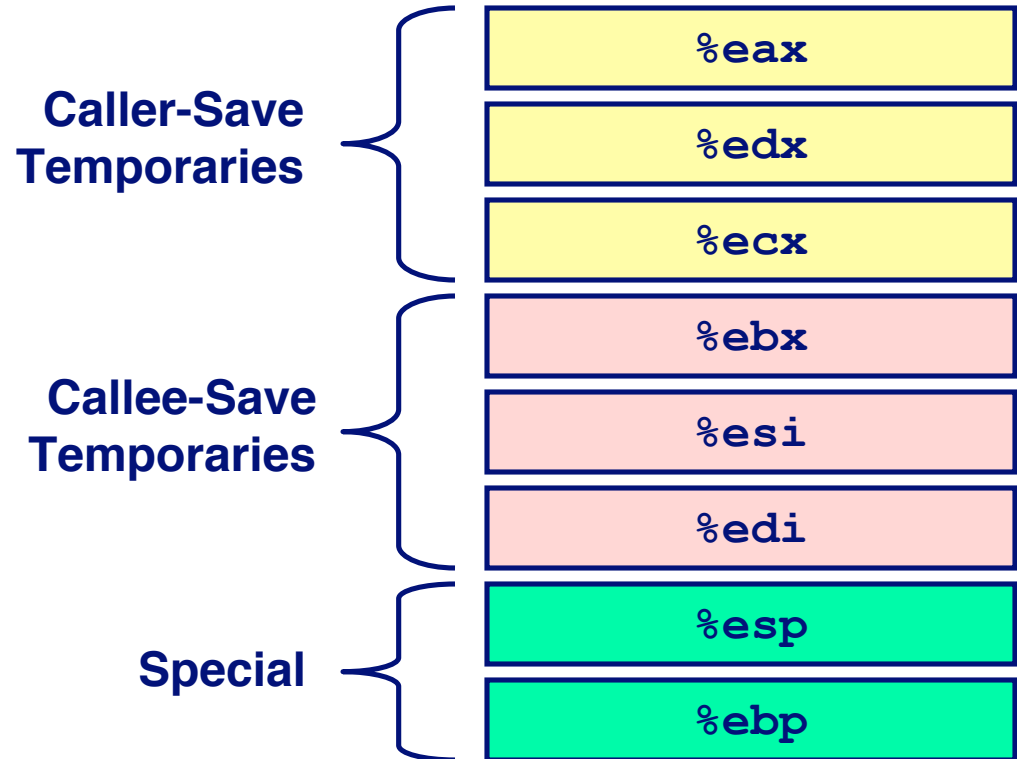 Caller-Save
Temporaries
%eax
%edx
%ecx
Callee-Save
Temporaries
%ebx
%esi
%edi
Special
%esp
%ebp